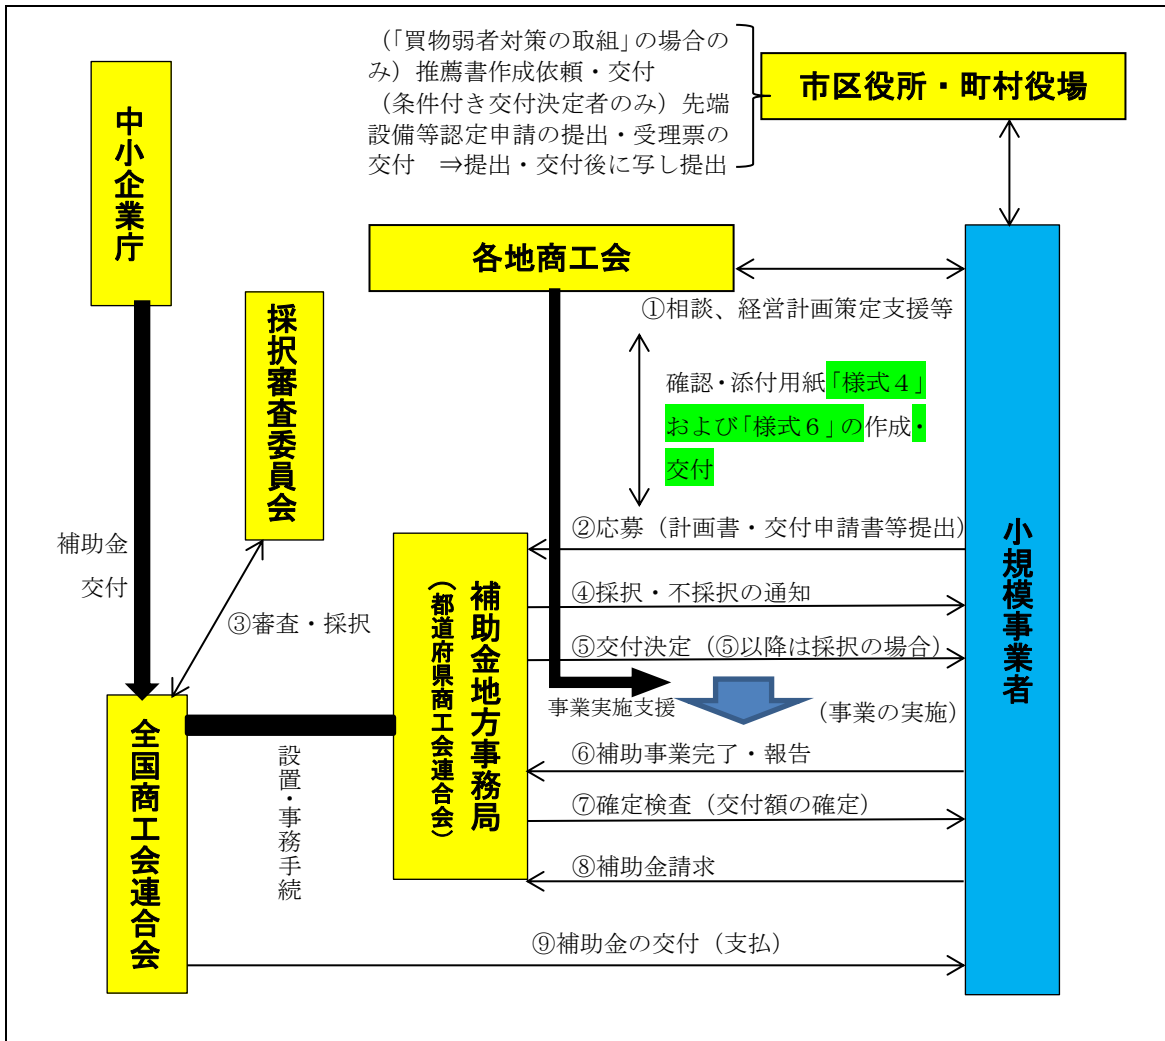 （「買物弱者対策の取組」の場合の
み）推薦書作成依頼・交付
（条件付き交付決定者のみ）先端
設備等認定申請の提出・受理票の
交付　⇒提出・交付後に写し提出
市区役所・町村役場
中小企業庁
各地商工会
採択審査委員会
①相談、経営計画策定支援等
確認・添付用紙「様式４」
および「様式６」の作成・
交付
小規模事業者
補助金
交付
②応募（計画書・交付申請書等提出）
③審査・採択
補助金地方事務局
（都道府県商工会連合会）
④採択・不採択の通知
⑤交付決定（⑤以降は採択の場合）
事業実施支援
（事業の実施）
全国商工会連合会
設置・事務手続
⑥補助事業完了・報告
⑦確定検査（交付額の確定）
⑧補助金請求
⑨補助金の交付（支払）